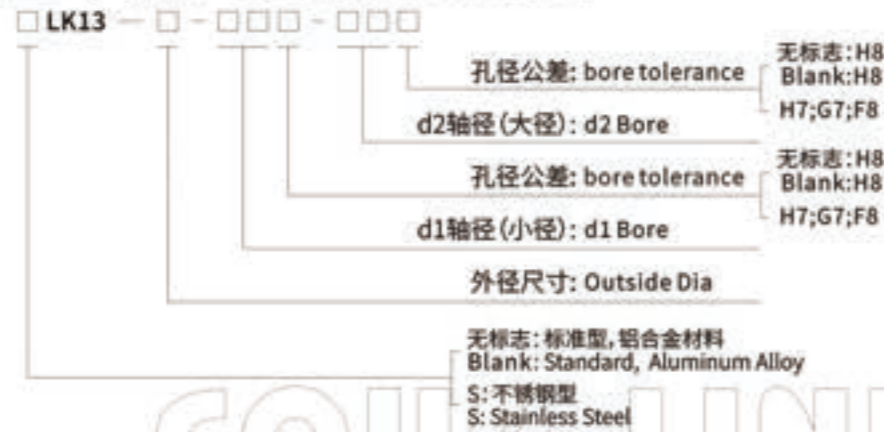 □LK13 — □ - □□□ - □□□
孔径公差: bore tolerance
无标志:H8
Blank:H8
H7;G7;F8
d2轴径(大径): d2 Bore
孔径公差: bore tolerance
无标志:H8
Blank:H8
H7;G7;F8
d1轴径(小径): d1 Bore
外径尺寸: Outside Dia
无标志:标准型,铝合金材料
Blank: Standard, Aluminum Alloy
S:不锈钢型
S: Stainless Steel